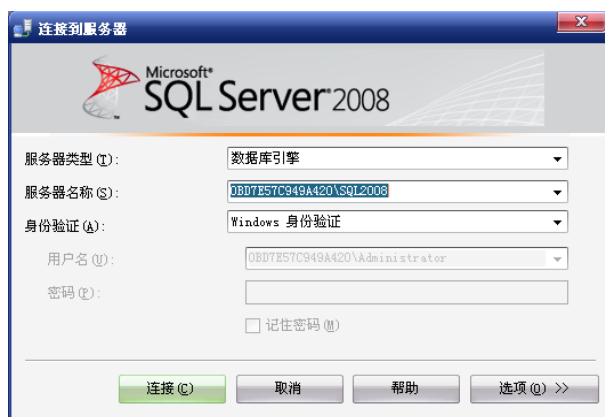 连接到服务器
Microsoft®
SQL Server® 2008
服务器类型(T):
数据库引擎
服务器名称(S):
0BD7E57C949A420\SQL2008
身份验证(A):
Windows 身份验证
用户名(U):
0BD7E57C949A420\Administrator
密码(P):
记住密码(M)
连接(C) 取消 帮助 选项(O) >>